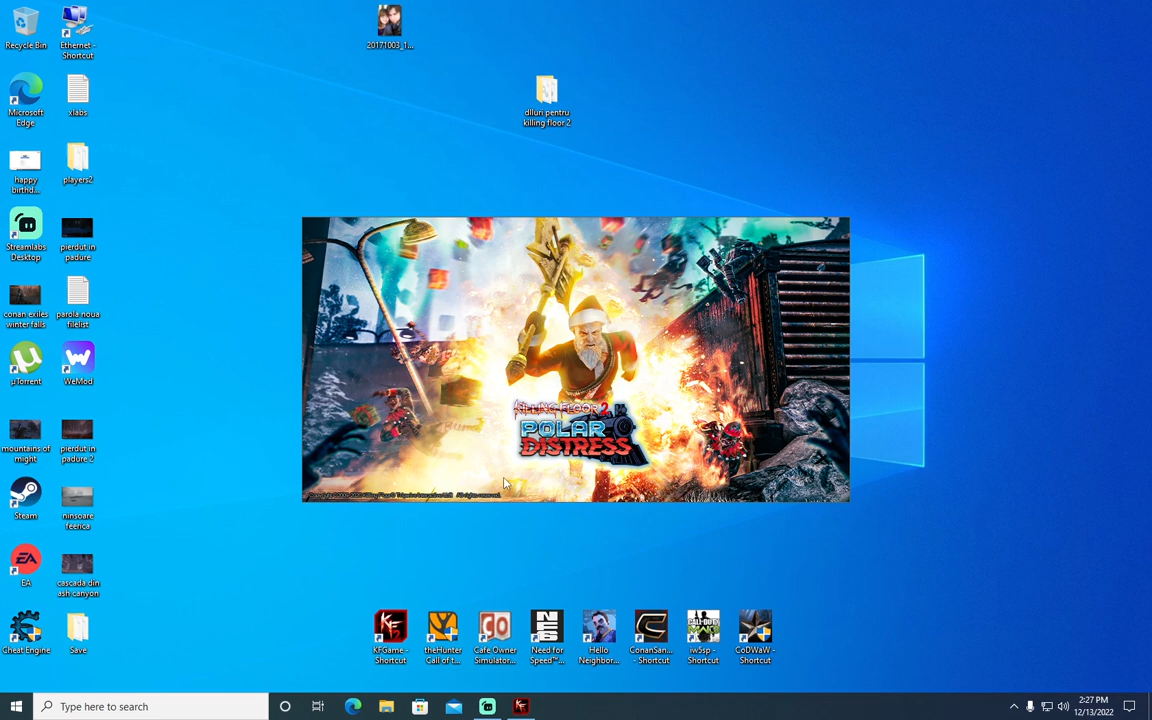 Recycle Bin
Ethernet -
Shortcut
20171003_1...
Microsoft
Edge
xlabs
dlluri pentru
killing floor 2
happy
birthd...
players2
Streamlabs
Desktop
pierdut in
padure
conan exiles
winter falls
parola noua
filelist
µTorrent
WeMod
KILLING FLOOR 2
POLAR
DISTRESS
mountains of
might
pierdut in
padure 2
Steam
ninsoare
feerica
EA
cascada din
ash canyon
Cheat Engine
Save
KFGame -
Shortcut
theHunter
Call of t...
Cafe Owner
Simulator...
Need for
Speed™...
Hello
Neighbor...
ConanSan...
- Shortcut
iw5sp -
Shortcut
CoDWaW -
Shortcut
Type here to search
2:27 PM
12/13/2022